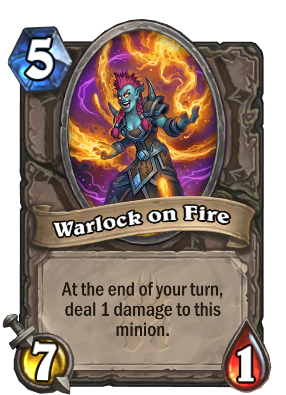 5
Warlock on Fire
At the end of your turn,
deal 1 damage to this
minion.
7
1